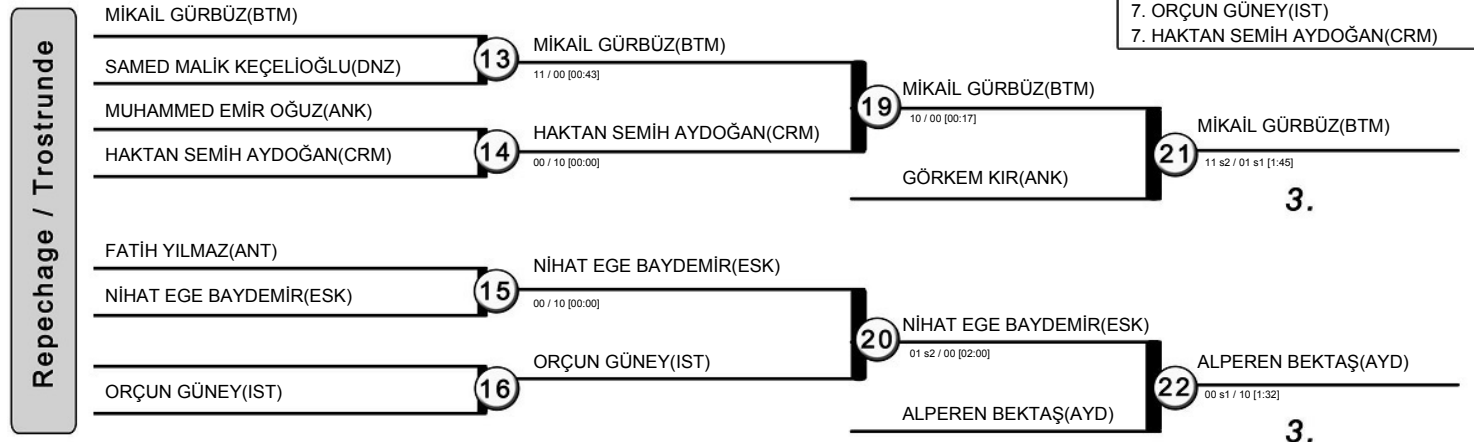 Repechage / Trostrunde
7. ORÇUN GÜNEY(IST)
7. HAKTAN SEMİH AYDOĞAN(CRM)
MİKAİL GÜRBÜZ(BTM)
SAMED MALİK KEÇELİOĞLU(DNZ)
13
MİKAİL GÜRBÜZ(BTM)
11 / 00 [00:43]
MUHAMMED EMİR OĞUZ(ANK)
HAKTAN SEMİH AYDOĞAN(CRM)
14
HAKTAN SEMİH AYDOĞAN(CRM)
00 / 10 [00:00]
19
MİKAİL GÜRBÜZ(BTM)
10 / 00 [00:17]
GÖRKEM KIR(ANK)
21
MİKAİL GÜRBÜZ(BTM)
11 s2 / 01 s1 [1:45]
3.
FATİH YILMAZ(ANT)
NİHAT EGE BAYDEMİR(ESK)
15
NİHAT EGE BAYDEMİR(ESK)
00 / 10 [00:00]
ORÇUN GÜNEY(IST)
16
ORÇUN GÜNEY(IST)
20
NİHAT EGE BAYDEMİR(ESK)
01 s2 / 00 [02:00]
ALPEREN BEKTAŞ(AYD)
22
ALPEREN BEKTAŞ(AYD)
00 s1 / 10 [1:32]
3.